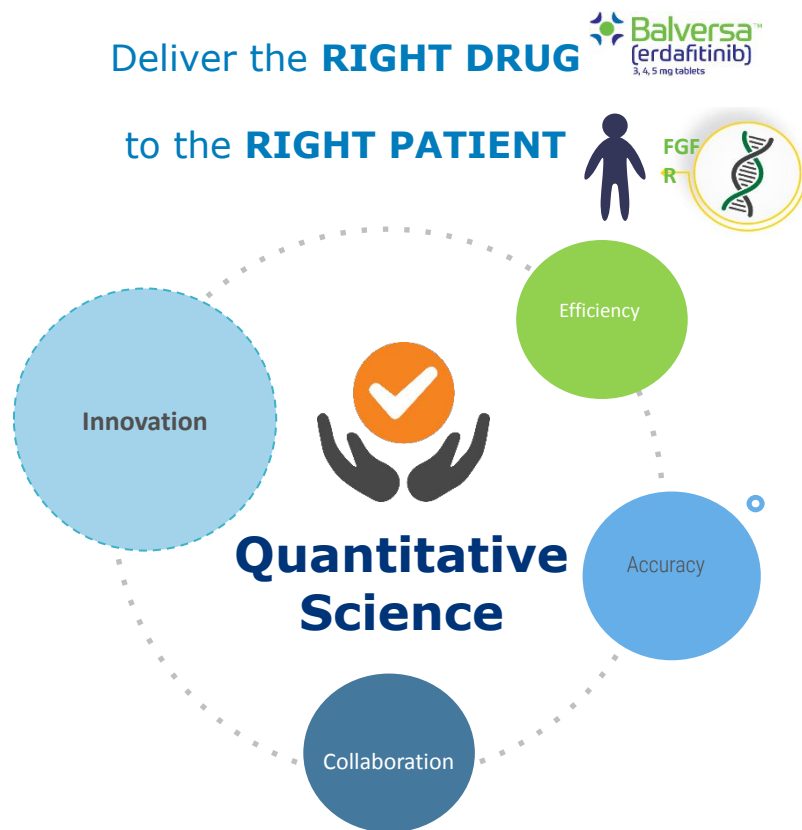 Deliver the RIGHT DRUG
Balversa™
(erdafitinib)
3, 4, 5 mg tablets
to the RIGHT PATIENT
FGF
R
Efficiency
Innovation
Accuracy
Quantitative
Science
Collaboration